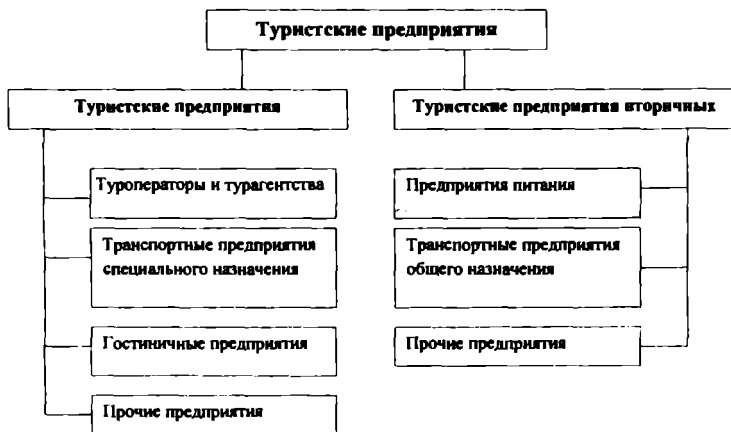 Туристские предприятия
Туристские предприятия
Туроператоры и турагентства
Транспортные предприятия
специального назначения
Гостиничные предприятия
Прочие предприятия
Туристские предприятия вторичных
Предприятия питания
Транспортные предприятия
общего назначения
Прочие предприятия